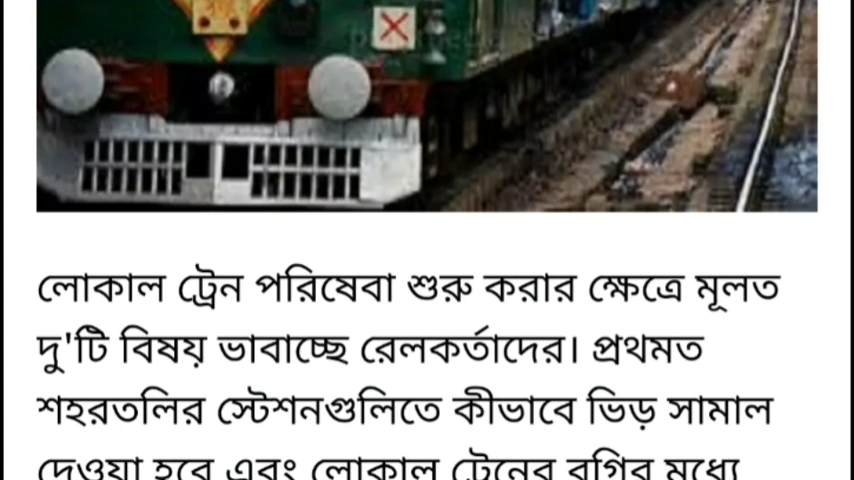 লোকাল ট্রেন পরিষেবা শুরু করার ক্ষেত্রে মূলত
দু'টি বিষয় ভাবাচ্ছে রেলকর্তাদের। প্রথমত
শহরতলির স্টেশনগুলিতে কীভাবে ভিড় সামাল
দেওয়া হবে এবং লোকাল ট্রেনের বগির মধ্যে